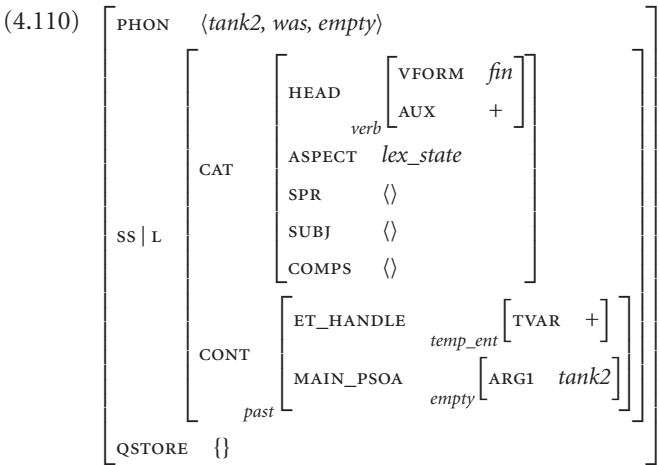 (4.110)
PHON ⟨tank2, was, empty⟩
VFORM fin
HEAD
AUX +
verb
ASPECT lex_state
CAT
SPR ⟨⟩
SS | L
SUBJ ⟨⟩
COMPS ⟨⟩
ET_HANDLE temp_ent [TVAR +]
CONT
MAIN_PSOA empty [ARG1 tank2]
past
QSTORE {}